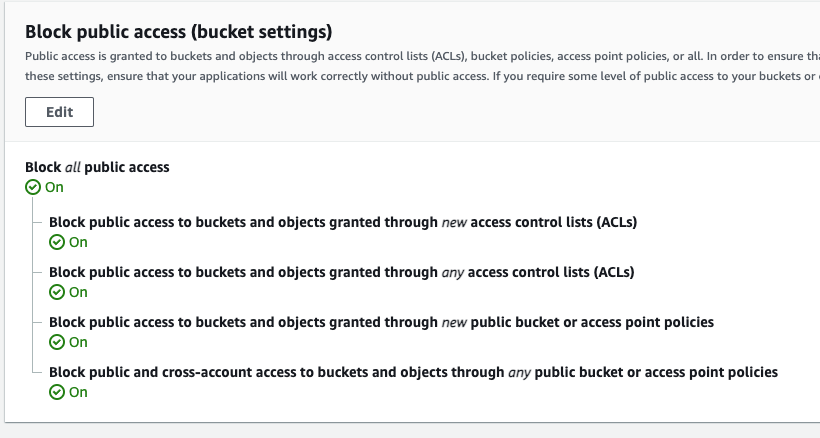 Block public access (bucket settings)
Public access is granted to buckets and objects through access control lists (ACLs), bucket policies, access point policies, or all. In order to ensure
these settings, ensure that your applications will work correctly without public access. If you require some level of public access to your buckets or
Edit
Block all public access
On
Block public access to buckets and objects granted through new access control lists (ACLs)
On
Block public access to buckets and objects granted through any access control lists (ACLs)
On
Block public access to buckets and objects granted through new public bucket or access point policies
On
Block public and cross-account access to buckets and objects through any public bucket or access point policies
On